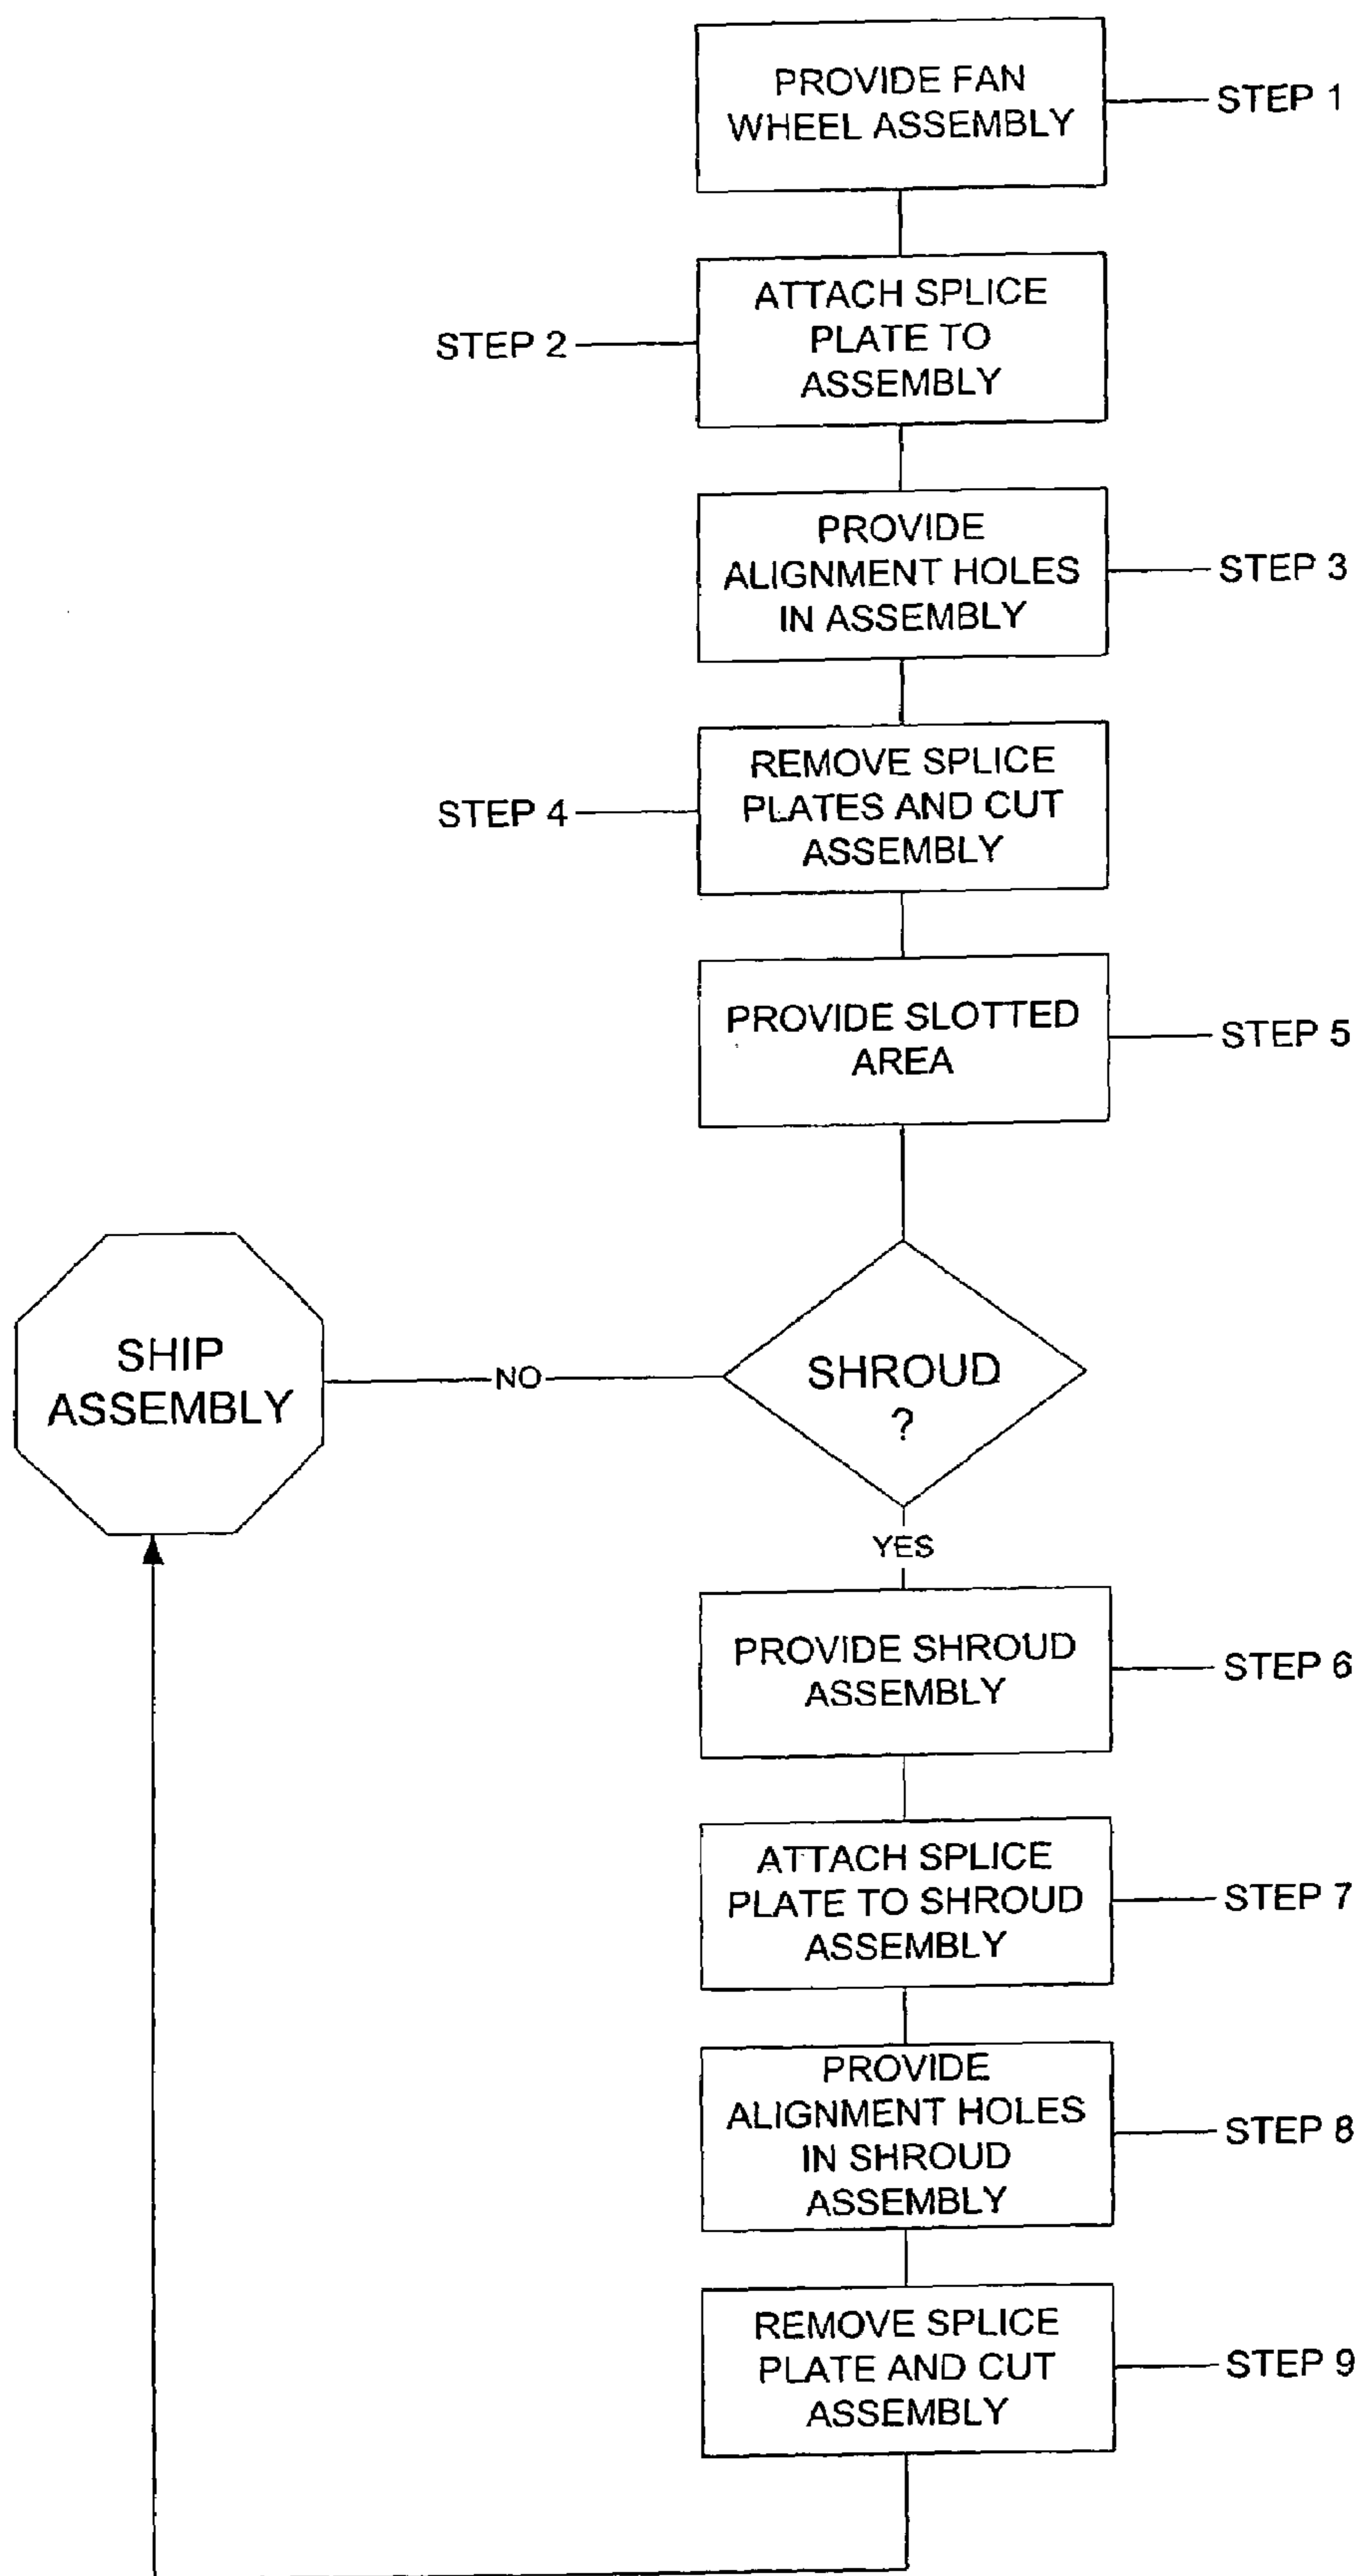 PROVIDE FAN
WHEEL ASSEMBLY
STEP 1
ATTACH SPLICE
PLATE TO
ASSEMBLY
STEP 2
PROVIDE
ALIGNMENT HOLES
IN ASSEMBLY
STEP 3
REMOVE SPLICE
PLATES AND CUT
ASSEMBLY
STEP 4
PROVIDE SLOTTED
AREA
STEP 5
SHROUD
?
NO
SHIP
ASSEMBLY
YES
PROVIDE SHROUD
ASSEMBLY
STEP 6
ATTACH SPLICE
PLATE TO SHROUD
ASSEMBLY
STEP 7
PROVIDE
ALIGNMENT HOLES
IN SHROUD
ASSEMBLY
STEP 8
REMOVE SPLICE
PLATE AND CUT
ASSEMBLY
STEP 9